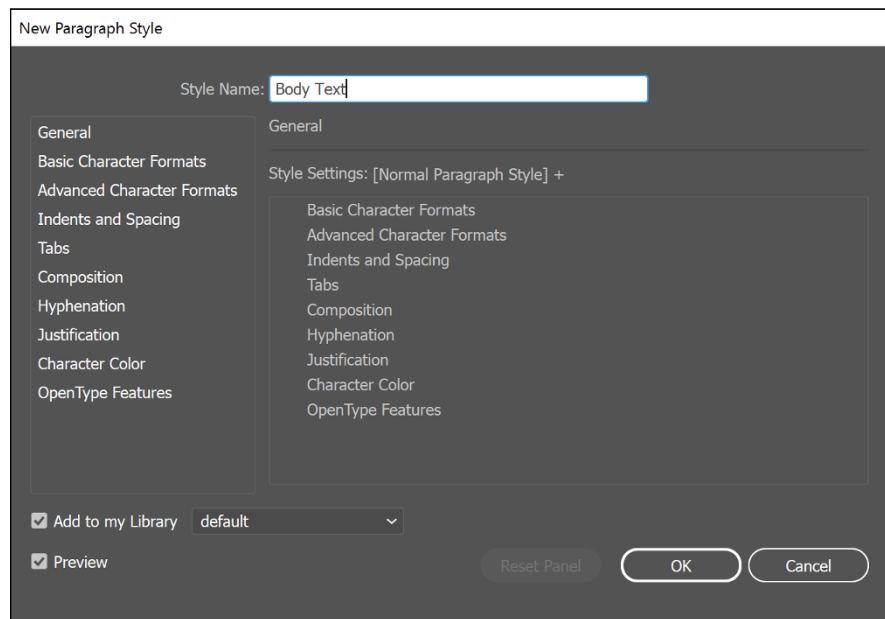 New Paragraph Style
Style Name: Body Text
General
Basic Character Formats
Advanced Character Formats
Indents and Spacing
Tabs
Composition
Hyphenation
Justification
Character Color
OpenType Features
General
Style Settings: [Normal Paragraph Style] +
Basic Character Formats
Advanced Character Formats
Indents and Spacing
Tabs
Composition
Hyphenation
Justification
Character Color
OpenType Features
Add to my Library default
Preview
Reset Panel OK Cancel